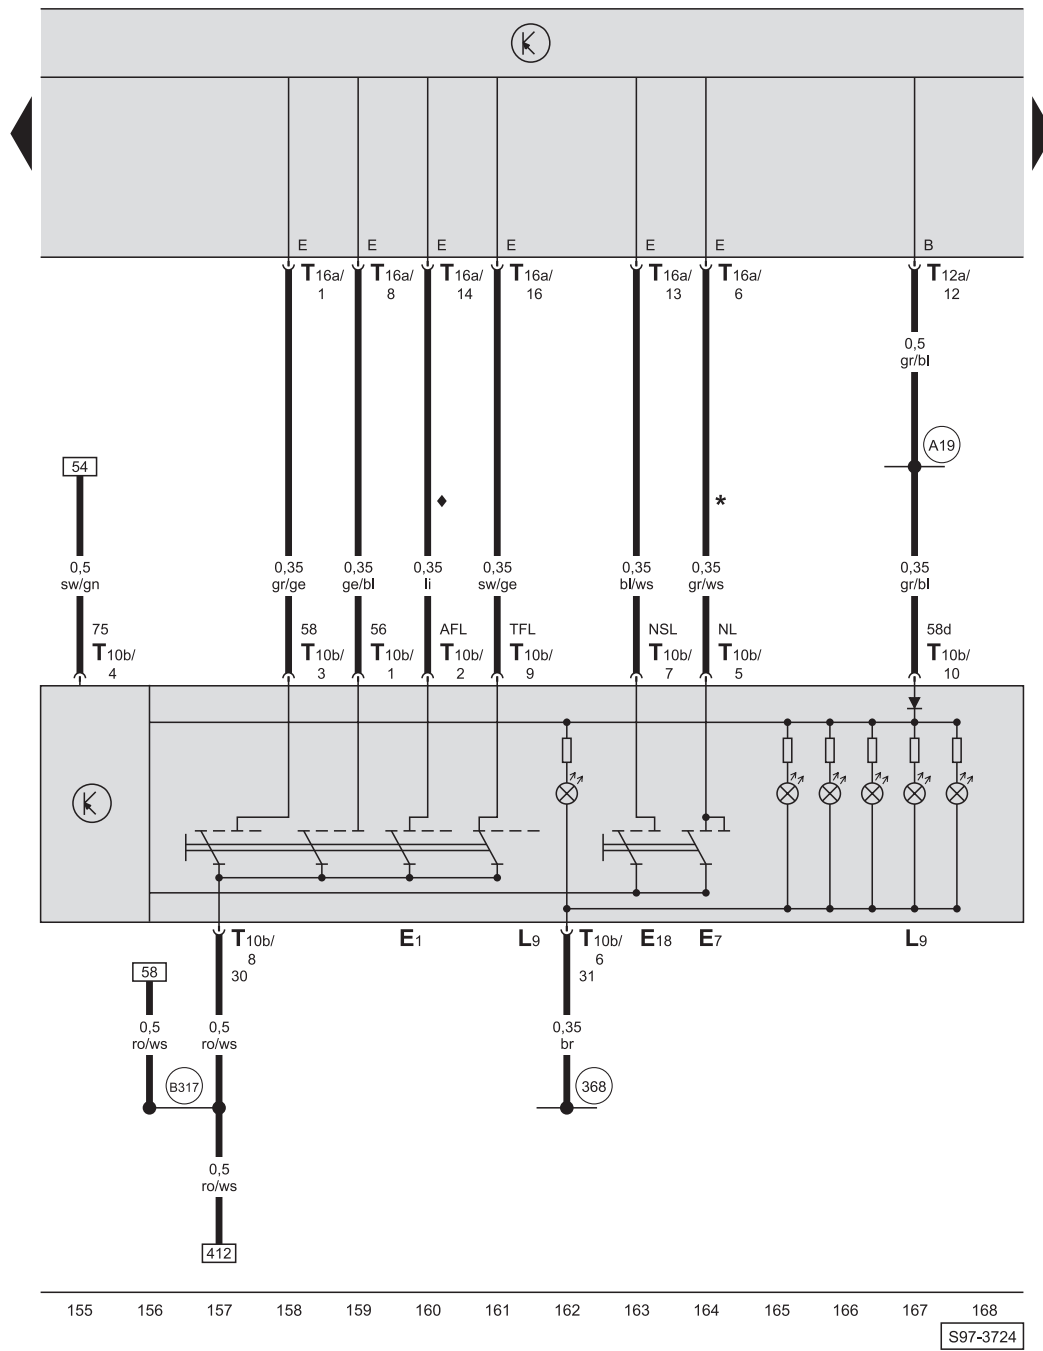 E E E E E E B
T16a/ T16a/ T16a/ T16a/ T16a/ T16a/ T12a/
1 8 14 16 13 6 12
0,5
gr/bl
A19
54
*
0,5 0,35 0,35 0,35 0,35 0,35 0,35 0,35
sw/gn gr/ge ge/bl li sw/ge bl/ws gr/ws gr/bl
75 58 56 AFL TFL NSL NL 58d
T10b/ T10b/ T10b/ T10b/ T10b/ T10b/ T10b/ T10b/
4 3 1 2 9 7 5 10
T10b/ E1 L9 T10b/ E18 E7 L9
8 6
58 30 31
0,5 0,5 0,35
ro/ws ro/ws br
B317 368
0,5
ro/ws
412
155 156 157 158 159 160 161 162 163 164 165 166 167 168
S97-3724